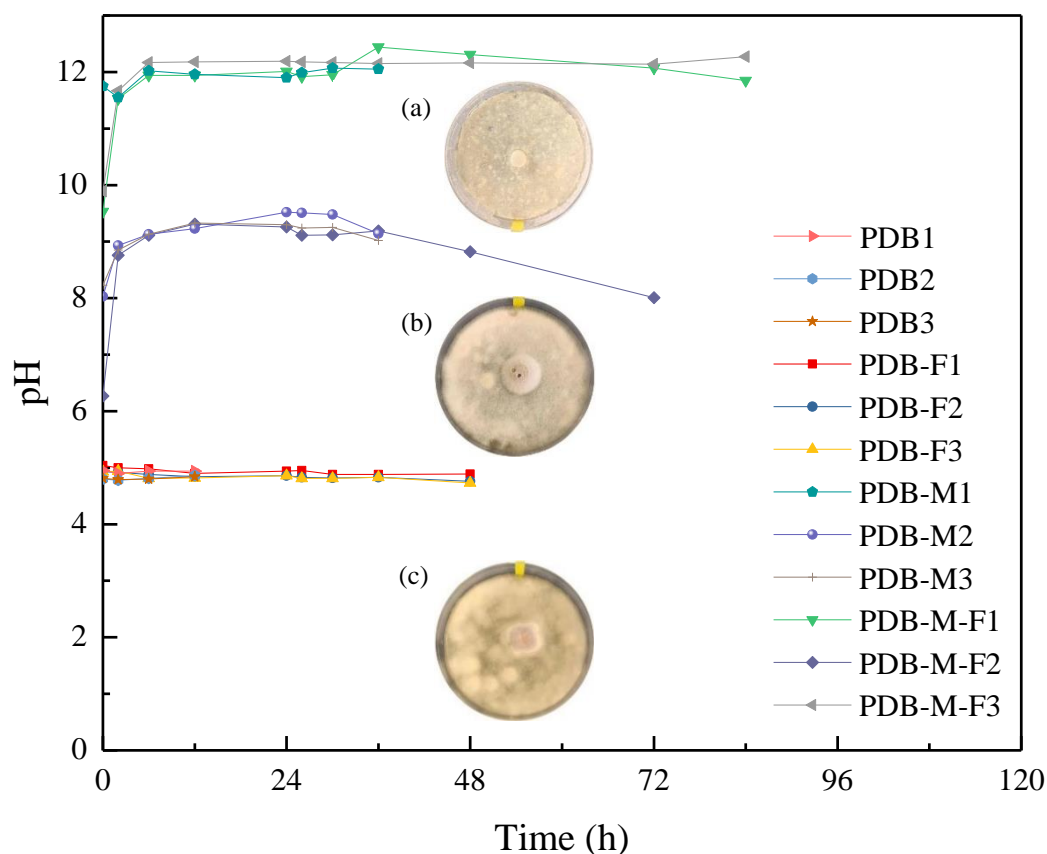 12
(a)
10
PDB1
PDB2
8
(b)
PDB3
PDB-F1
pH
6
PDB-F2
PDB-F3
PDB-M1
4
PDB-M2
(c)
PDB-M3
PDB-M-F1
2
PDB-M-F2
PDB-M-F3
0
0 24 48 72 96 120
Time (h)